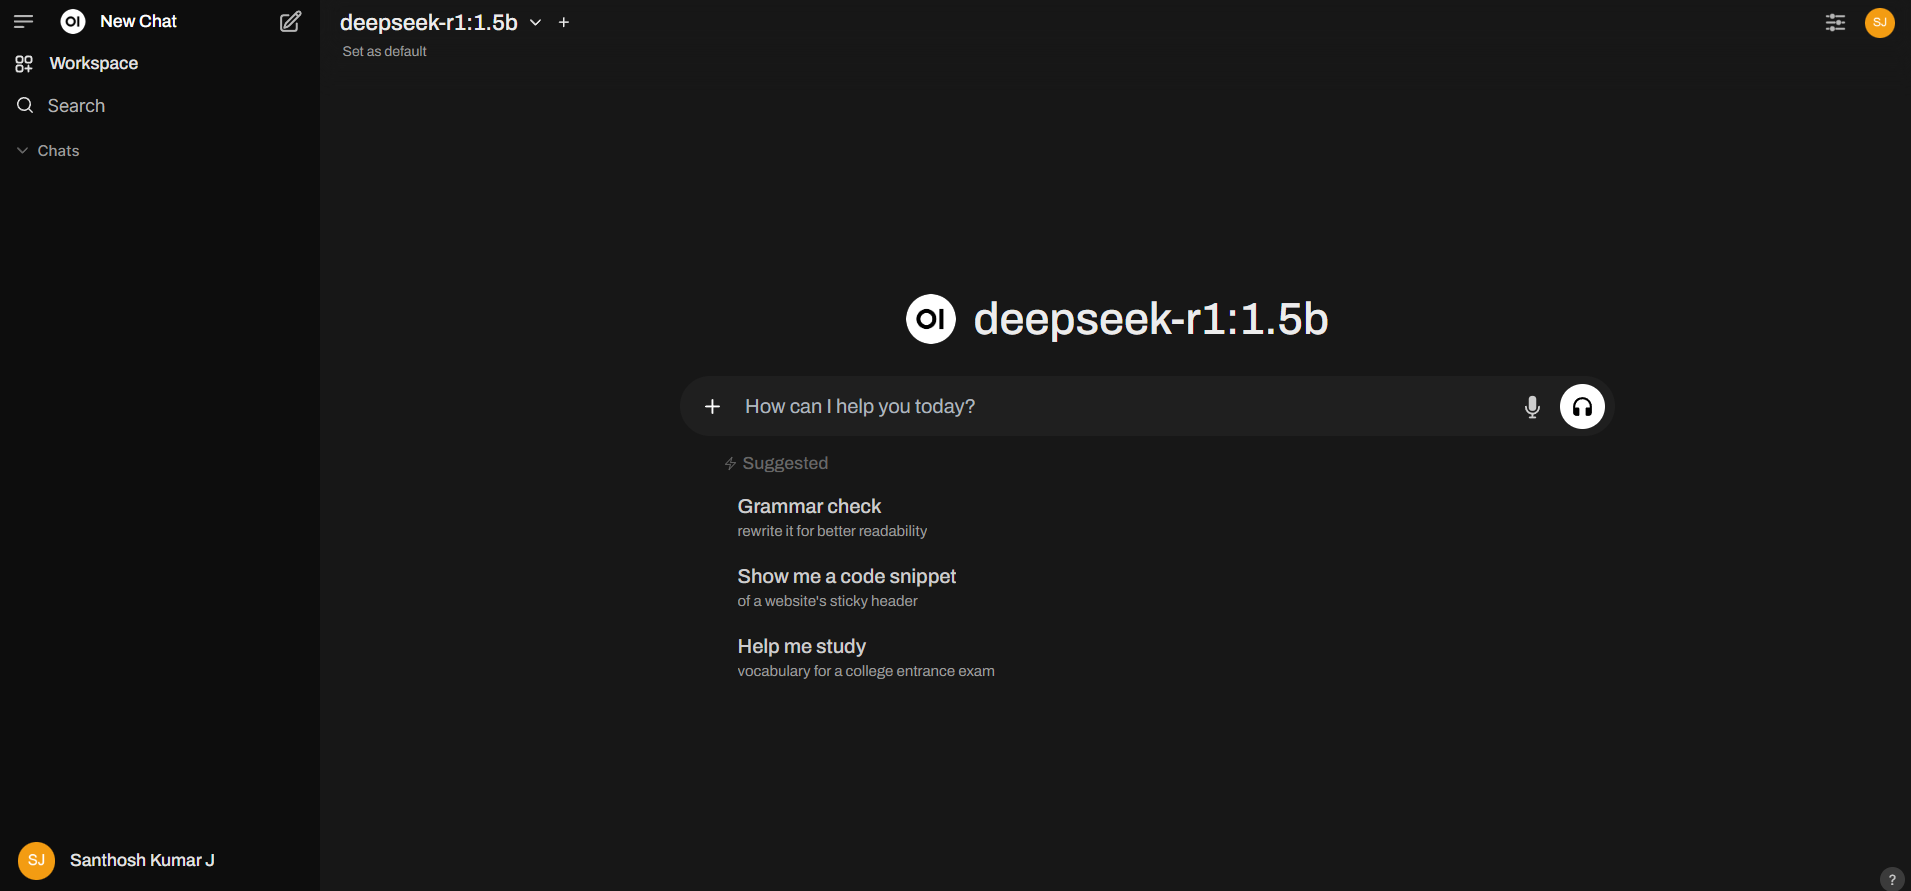 OI New Chat
Workspace
Search
Chats
SJ Santhosh Kumar J
deepseek-r1:1.5b
Set as default
SJ
OI deepseek-r1:1.5b
How can I help you today?
Suggested
Grammar check
rewrite it for better readability
Show me a code snippet
of a website's sticky header
Help me study
vocabulary for a college entrance exam
?